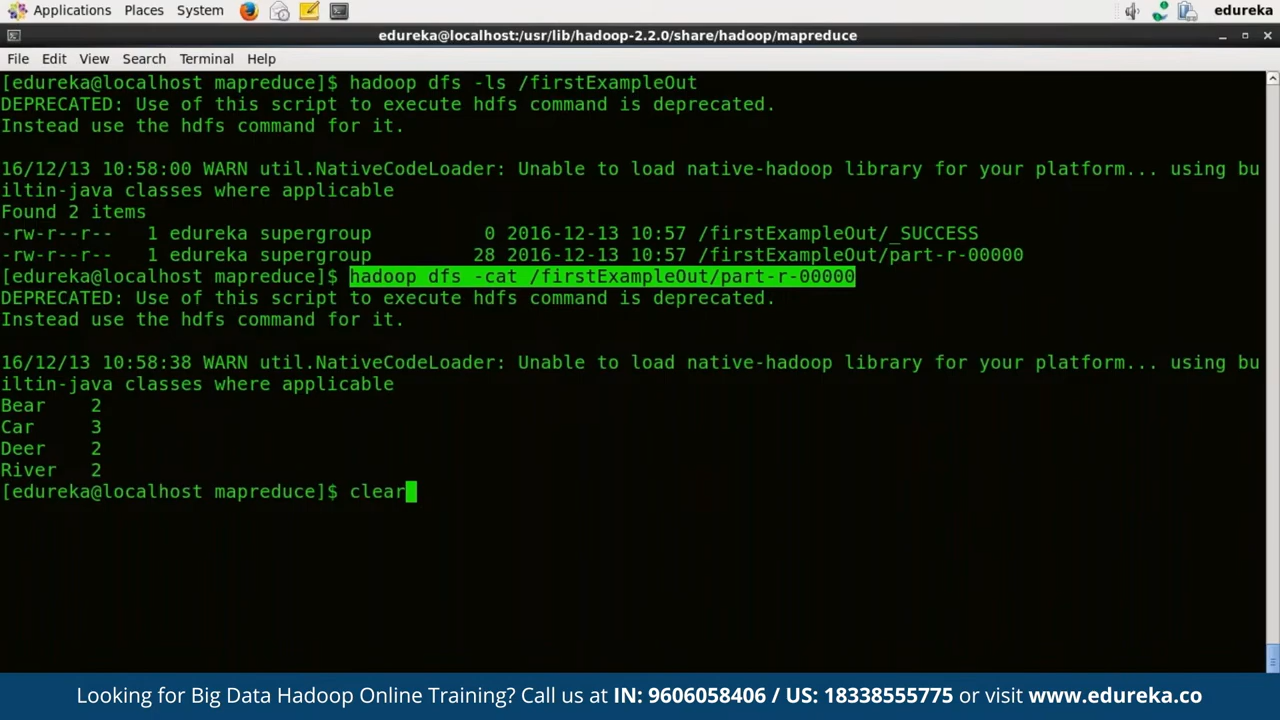 Applications Places System edureka
edureka@localhost:/usr/lib/hadoop-2.2.0/share/hadoop/mapreduce
File Edit View Search Terminal Help
[edureka@localhost mapreduce]$ hadoop dfs -ls /firstExampleOut
DEPRECATED: Use of this script to execute hdfs command is deprecated.
Instead use the hdfs command for it.
16/12/13 10:58:00 WARN util.NativeCodeLoader: Unable to load native-hadoop library for your platform... using bu
iltin-java classes where applicable
Found 2 items
-rw-r--r-- 1 edureka supergroup 0 2016-12-13 10:57 /firstExampleOut/_SUCCESS
-rw-r--r-- 1 edureka supergroup 28 2016-12-13 10:57 /firstExampleOut/part-r-00000
[edureka@localhost mapreduce]$ hadoop dfs -cat /firstExampleOut/part-r-00000
DEPRECATED: Use of this script to execute hdfs command is deprecated.
Instead use the hdfs command for it.
16/12/13 10:58:38 WARN util.NativeCodeLoader: Unable to load native-hadoop library for your platform... using bu
iltin-java classes where applicable
Bear 2
Car 3
Deer 2
River 2
[edureka@localhost mapreduce]$ clear
Looking for Big Data Hadoop Online Training? Call us at IN: 9606058406 / US: 18338555775 or visit www.edureka.co